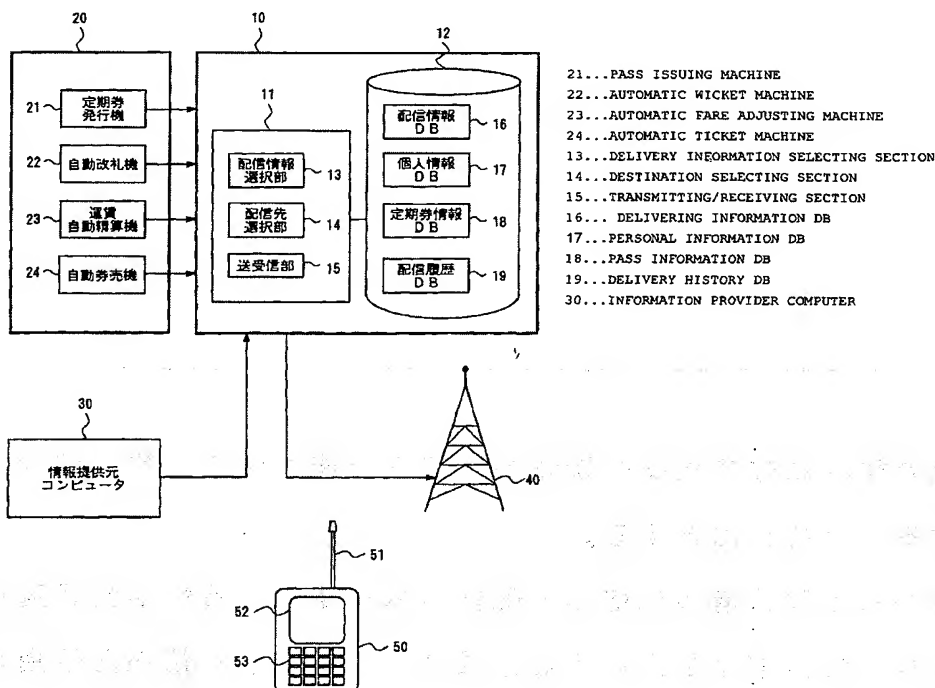 20
10
12
21
定期券
発行機
22
自動改札機
23
運賃
自動精算機
24
自動券売機
11
配信情報
選択部
13
配信先
選択部
14
送受信部
15
配信情報
DB
16
個人情報
DB
17
定期券情報
DB
18
配信履歴
DB
19
21...PASS ISSUING MACHINE
22...AUTOMATIC WICKET MACHINE
23...AUTOMATIC FARE ADJUSTING MACHINE
24...AUTOMATIC TICKET MACHINE
13...DELIVERY INFORMATION SELECTING SECTION
14...DESTINATION SELECTING SECTION
15...TRANSMITTING/RECEIVING SECTION
16... DELIVERING INFORMATION DB
17...PERSONAL INFORMATION DB
18...PASS INFORMATION DB
19...DELIVERY HISTORY DB
30...INFORMATION PROVIDER COMPUTER
30
情報提供元
コンピュータ
40
51
52
53
50